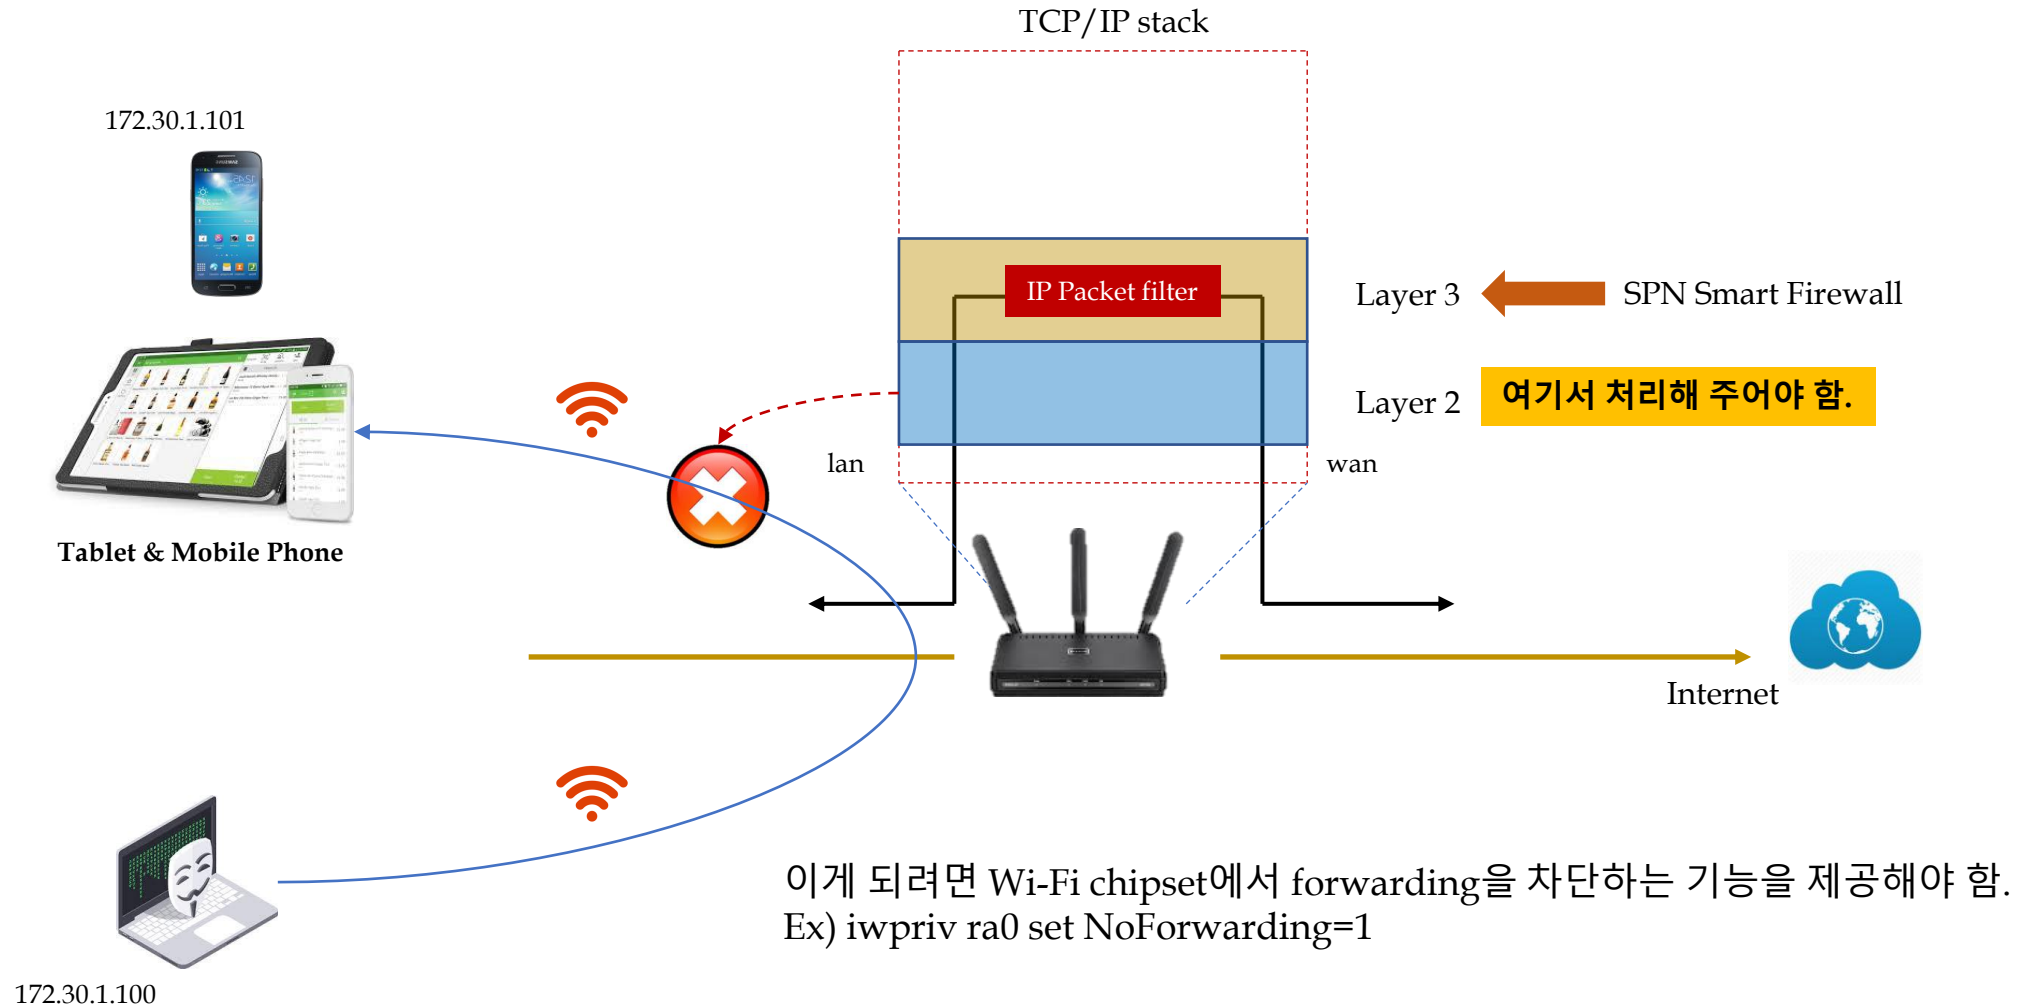 TCP/IP stack
172.30.1.101
IP Packet filter
Layer 3
SPN Smart Firewall
Layer 2
여기서 처리해 주어야 함.
lan
wan
Tablet & Mobile Phone
Internet
이게 되려면 Wi-Fi chipset에서 forwarding을 차단하는 기능을 제공해야 함.
Ex) iwpriv ra0 set NoForwarding=1
172.30.1.100